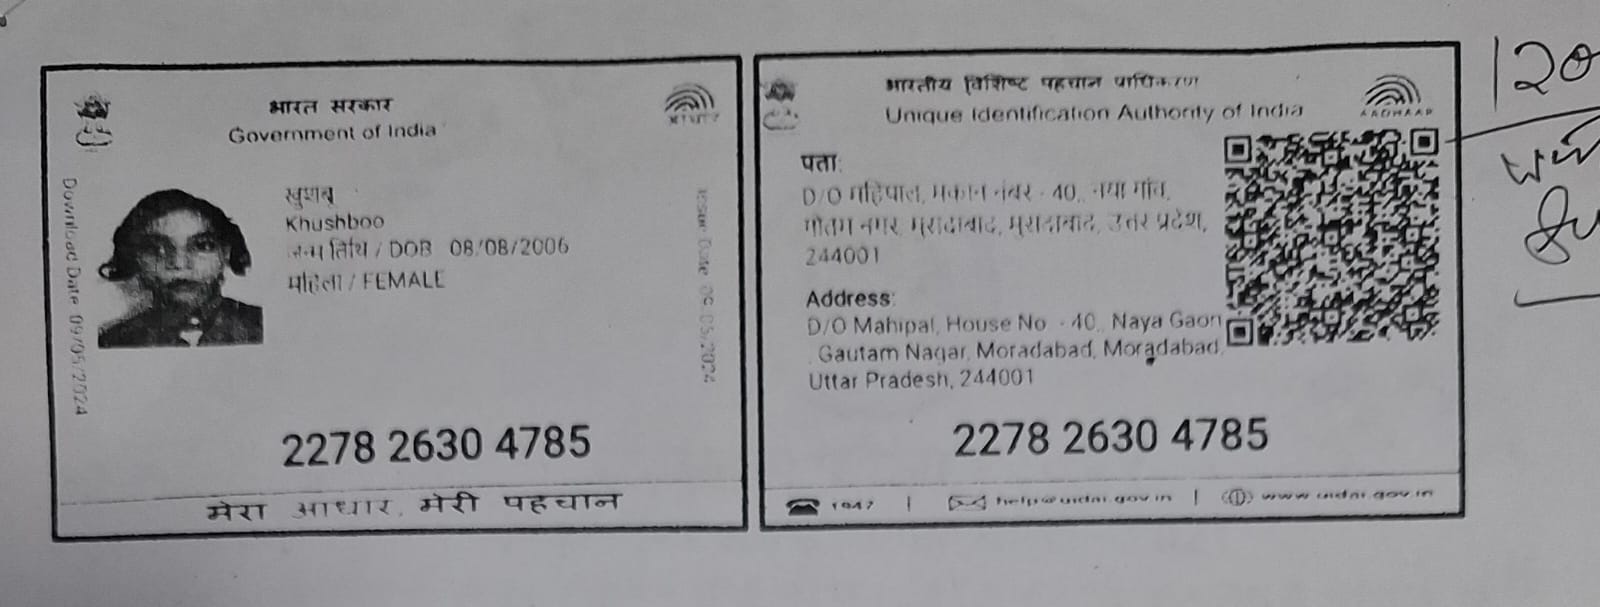 भारत सरकार
Government of India
Download Date 09/05/2024
खुशबू
Khushboo
जन्म तिथि / DOB 08/08/2006
महिला / FEMALE
2278 2630 4785
मेरा आधार, मेरी पहचान
भारतीय विशिष्ट पहचान प्राधिकरण
Unique Identification Authority of India
AADHAAR
पता:
D/O महिपाल, मकान नंबर - 40,, नया गांव,
गौतम नगर, मुरादाबाद, मुरादाबाद, उत्तर प्रदेश,
244001
Address:
D/O Mahipal, House No - 40,, Naya Gaon
, Gautam Nagar, Moradabad, Moradabad,
Uttar Pradesh, 244001
2278 2630 4785
1947 | help@uidai.gov.in | www.uidai.gov.in
120